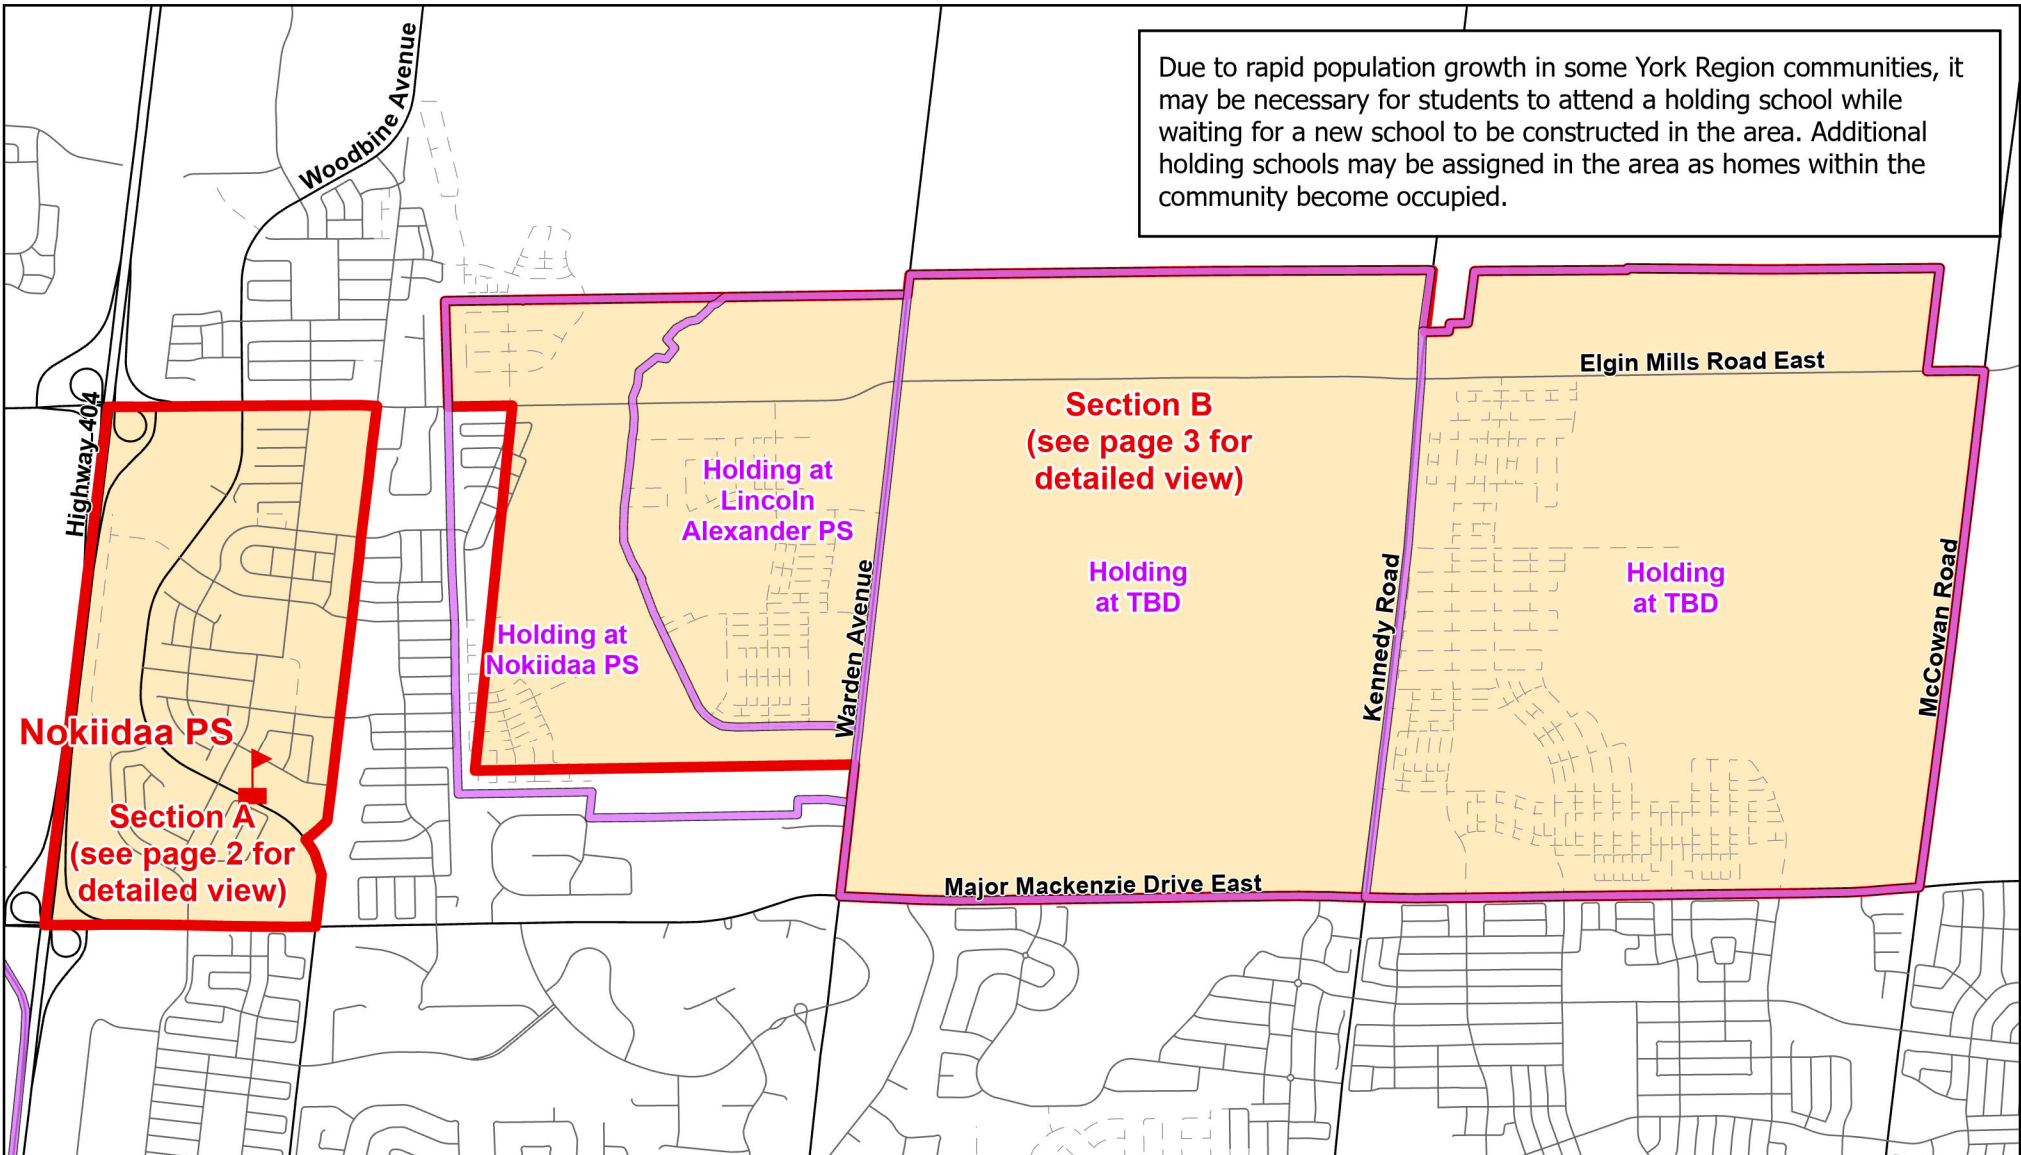 Due to rapid population growth in some York Region communities, it
may be necessary for students to attend a holding school while
waiting for a new school to be constructed in the area. Additional
holding schools may be assigned in the area as homes within the
community become occupied.
Woodbine Avenue
Elgin Mills Road East
Highway 404
Section B
(see page 3 for
detailed view)
Holding at
Lincoln
Alexander PS
Holding
at TBD
Holding
at TBD
Holding at
Nokiidaa PS
Warden Avenue
Kennedy Road
McCowan Road
Nokiidaa PS
Section A
(see page 2 for
detailed view)
Major Mackenzie Drive East